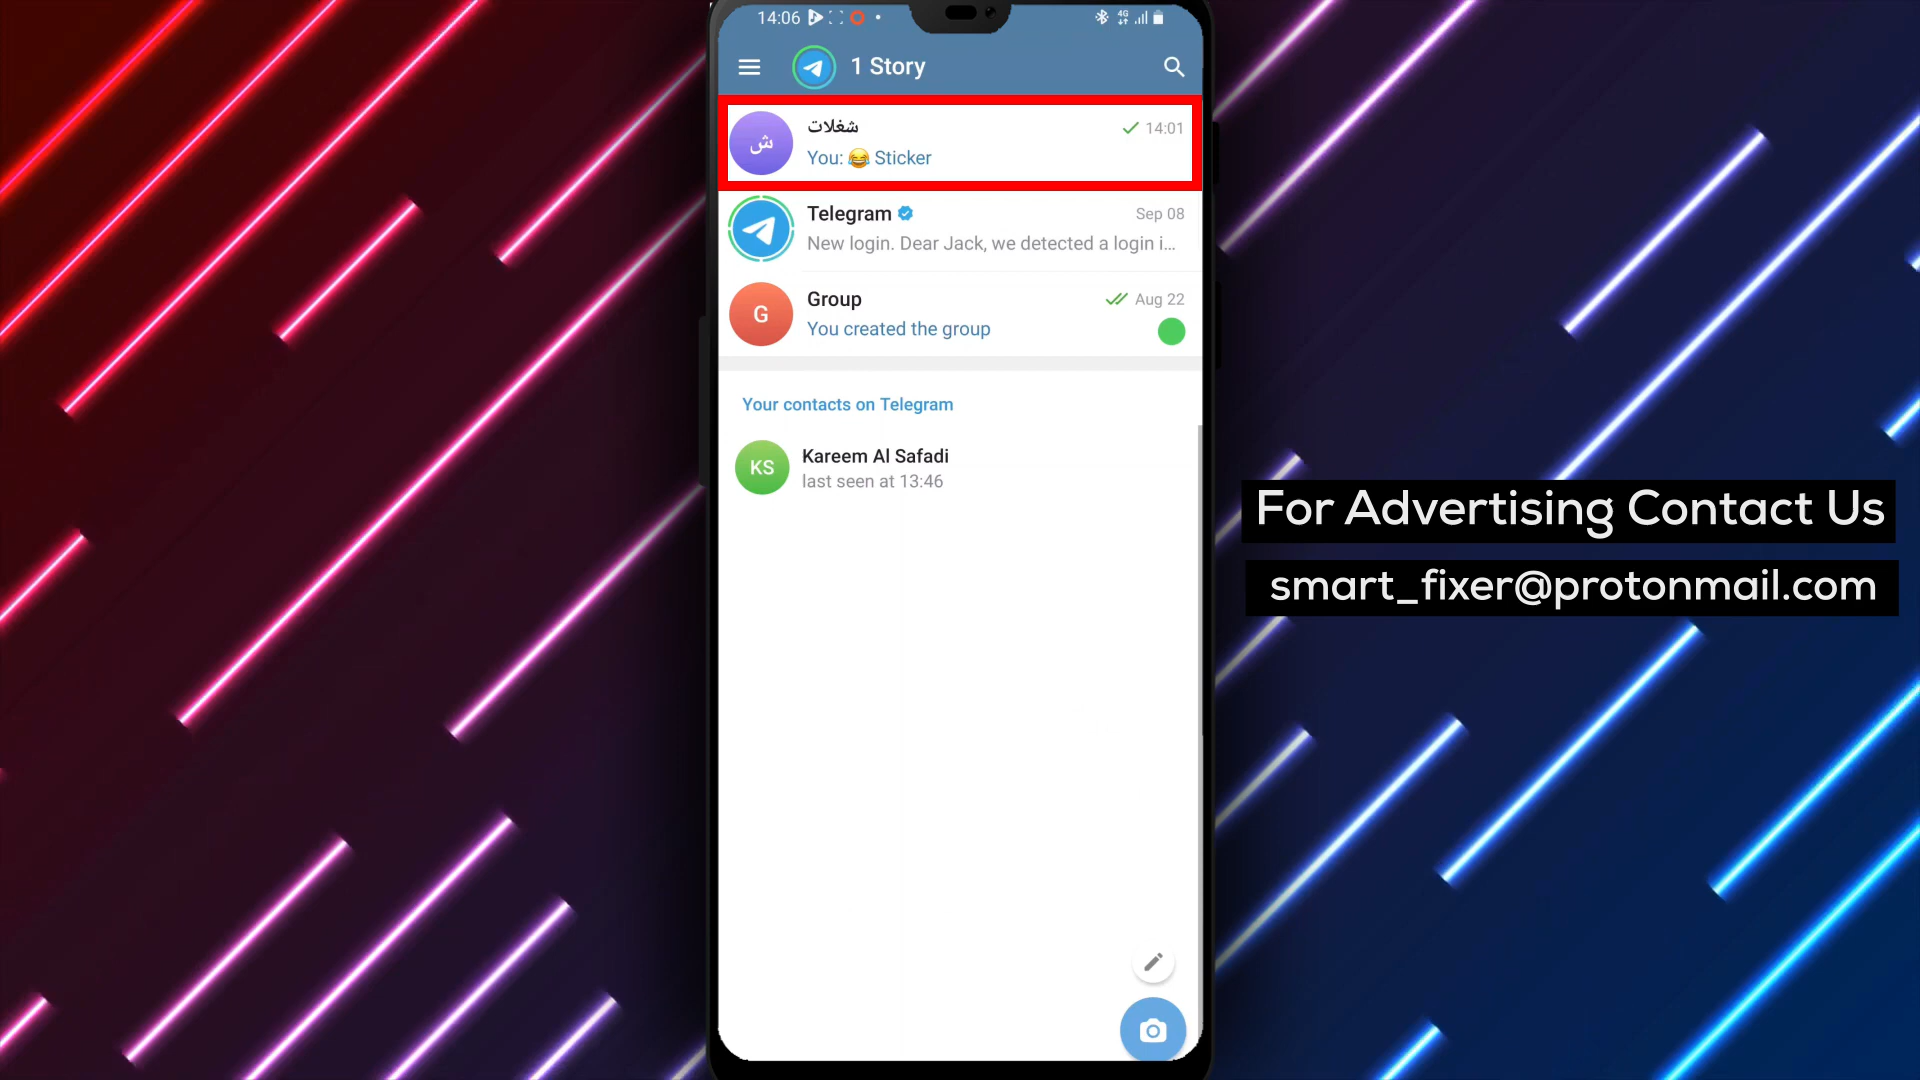 14:06
4G
1 Story
ش
شغلات
14:01
You: 😂 Sticker
Telegram
Sep 08
New login. Dear Jack, we detected a login i...
G
Group
Aug 22
You created the group
Your contacts on Telegram
KS
Kareem Al Safadi
last seen at 13:46
For Advertising Contact Us
smart_fixer@protonmail.com